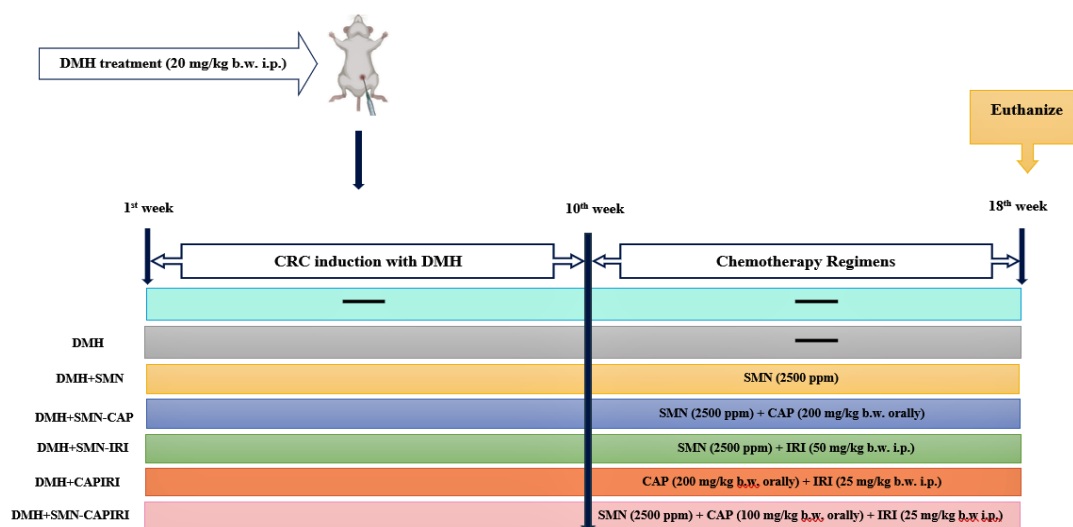 DMH treatment (20 mg/kg b.w. i.p.)
Euthanize
1st week
10th week
18th week
CRC induction with DMH
Chemotherapy Regimens
DMH
DMH+SMN
SMN (2500 ppm)
DMH+SMN-CAP
SMN (2500 ppm) + CAP (200 mg/kg b.w. orally)
DMH+SMN-IRI
SMN (2500 ppm) + IRI (50 mg/kg b.w. i.p.)
DMH+CAPIRI
CAP (200 mg/kg b.w, orally) + IRI (25 mg/kg b.w. i.p.)
DMH+SMN-CAPIRI
SMN (2500 ppm) + CAP (100 mg/kg b.w, orally) + IRI (25 mg/kg b.w i.p,)